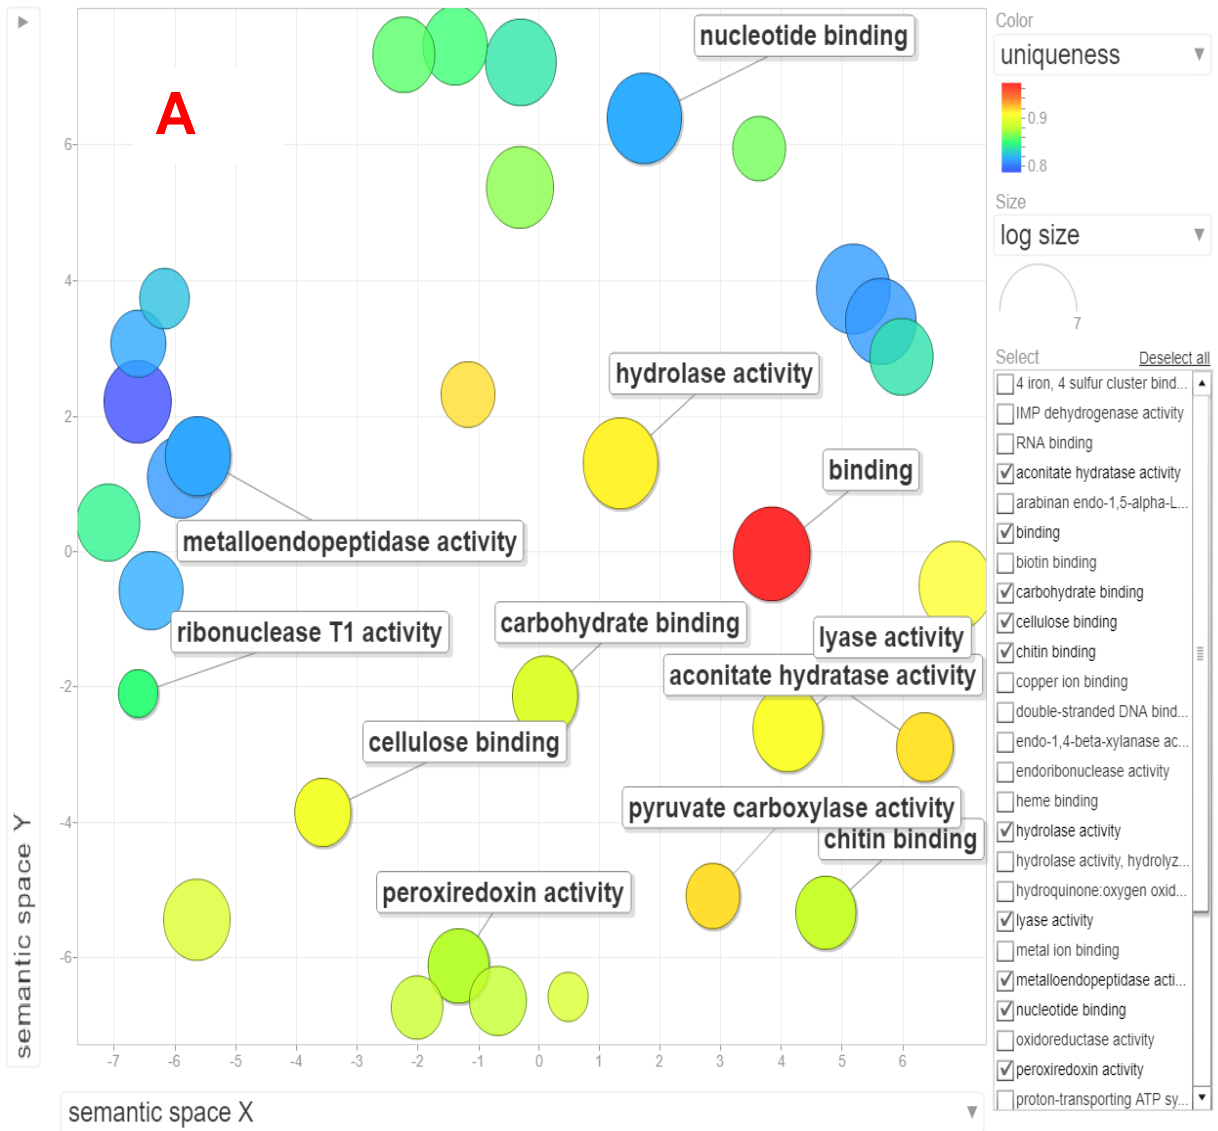 A
nucleotide binding
hydrolase activity
binding
metalloendopeptidase activity
ribonuclease T1 activity
carbohydrate binding
lyase activity
aconitate hydratase activity
cellulose binding
pyruvate carboxylase activity
chitin binding
peroxiredoxin activity
6
4
2
0
-2
-4
-6
semantic space Y
-7 -6 -5 -4 -3 -2 -1 0 1 2 3 4 5 6
semantic space X
Color
uniqueness
0.9
0.8
Size
log size
7
Select Deselect all
4 iron, 4 sulfur cluster bind...
IMP dehydrogenase activity
RNA binding
aconitate hydratase activity
arabinan endo-1,5-alpha-L...
binding
biotin binding
carbohydrate binding
cellulose binding
chitin binding
copper ion binding
double-stranded DNA bind...
endo-1,4-beta-xylanase ac...
endoribonuclease activity
heme binding
hydrolase activity
hydrolase activity, hydrolyz...
hydroquinone:oxygen oxid...
lyase activity
metal ion binding
metalloendopeptidase acti...
nucleotide binding
oxidoreductase activity
peroxiredoxin activity
proton-transporting ATP sy...